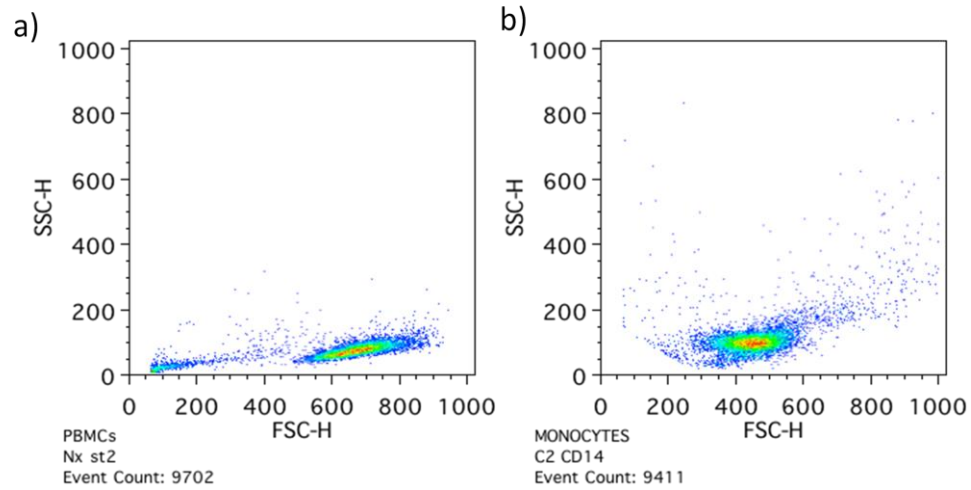 a)
SSC-H
1000
800
600
400
200
0
0 200 400 600 800 1000
FSC-H
PBMCs
Nx st2
Event Count: 9702
b)
SSC-H
1000
800
600
400
200
0
0 200 400 600 800 1000
FSC-H
MONOCYTES
C2 CD14
Event Count: 9411